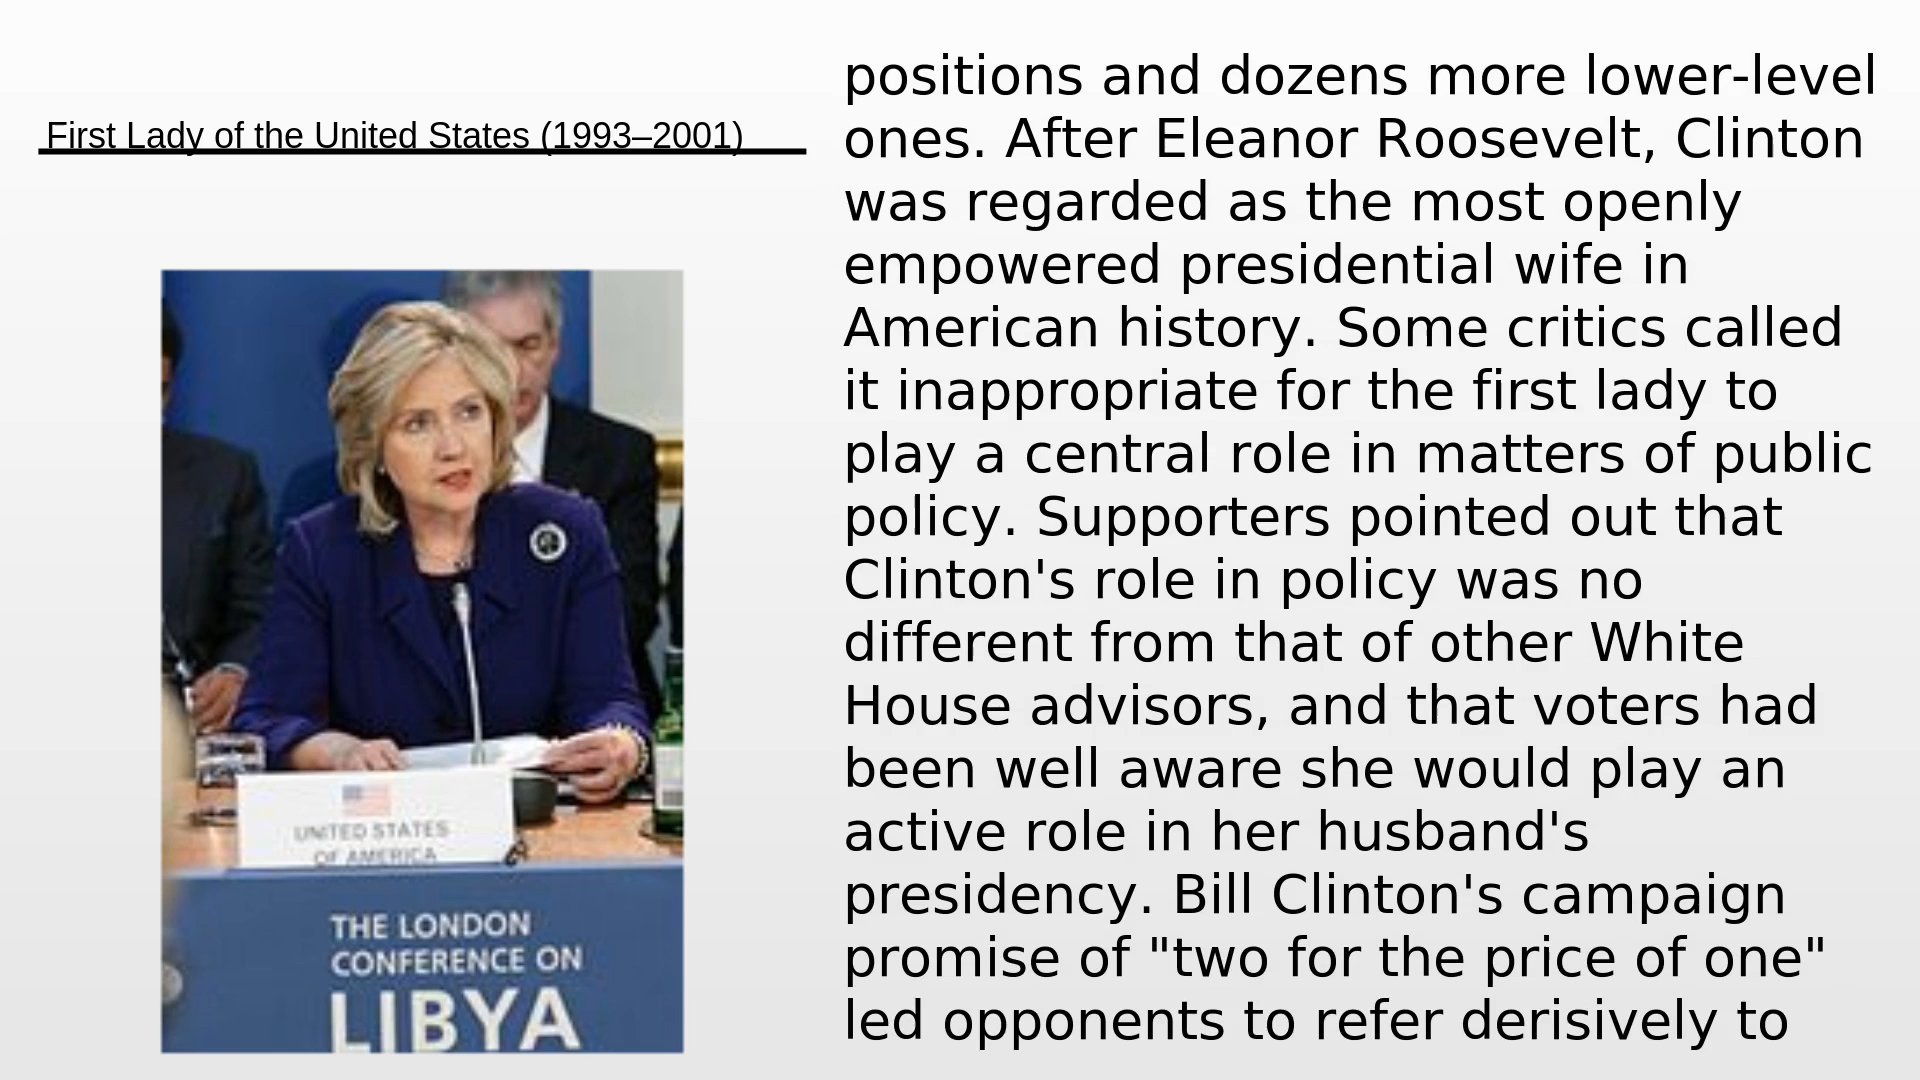 First Lady of the United States (1993–2001)
positions and dozens more lower-level
ones. After Eleanor Roosevelt, Clinton
was regarded as the most openly
empowered presidential wife in
American history. Some critics called
it inappropriate for the first lady to
play a central role in matters of public
policy. Supporters pointed out that
Clinton's role in policy was no
different from that of other White
House advisors, and that voters had
been well aware she would play an
active role in her husband's
presidency. Bill Clinton's campaign
promise of "two for the price of one"
led opponents to refer derisively to
UNITED STATES
OF AMERICA
THE LONDON
CONFERENCE ON
LIBYA